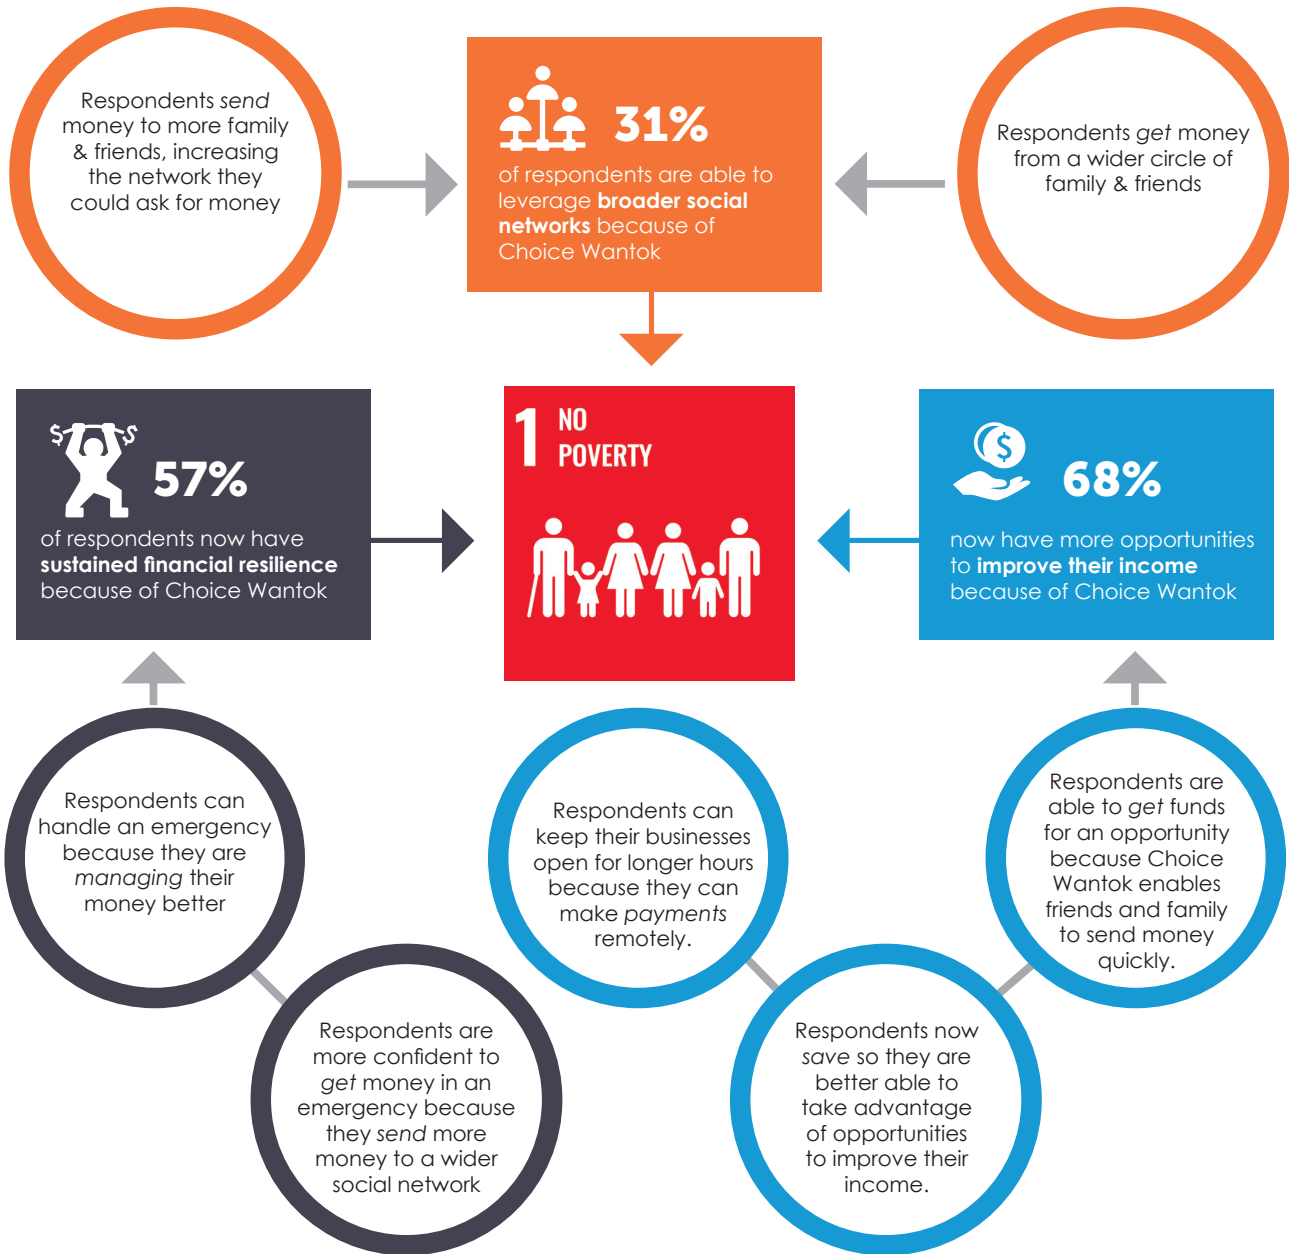 Respondents send
money to more family
& friends, increasing
the network they
could ask for money
31%
of respondents are able to
leverage broader social
networks because of
Choice Wantok
Respondents get money
from a wider circle of
family & friends
$ $
57%
of respondents now have
sustained financial resilience
because of Choice Wantok
1 NO
POVERTY
$
68%
now have more opportunities
to improve their income
because of Choice Wantok
Respondents can
handle an emergency
because they are
managing their
money better
Respondents are
more confident to
get money in an
emergency because
they send more
money to a wider
social network
Respondents can
keep their businesses
open for longer hours
because they can
make payments
remotely.
Respondents now
save so they are
better able to
take advantage
of opportunities
to improve their
income.
Respondents are
able to get funds
for an opportunity
because Choice
Wantok enables
friends and family
to send money
quickly.